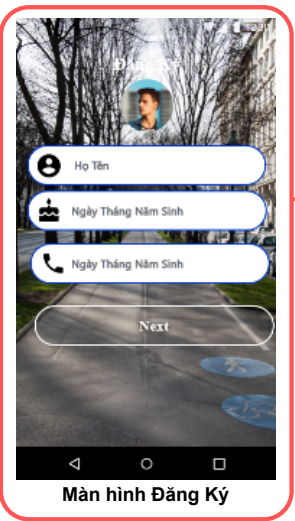 Đăng Ký
Họ Tên
Ngày Tháng Năm Sinh
Ngày Tháng Năm Sinh
Next
Màn hình Đăng Ký